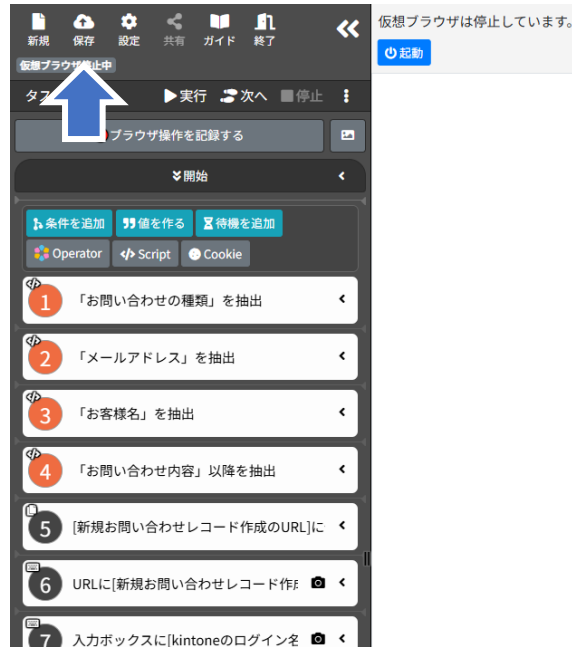 新規 保存 設定 共有 ガイド 終了
仮想ブラウザ停止中
仮想ブラウザは停止しています。
起動
タス
実行 次へ 停止
ブラウザ操作を記録する
開始
条件を追加 値を作る 待機を追加
Operator Script Cookie
1 「お問い合わせの種類」を抽出
2 「メールアドレス」を抽出
3 「お客様名」を抽出
4 「お問い合わせ内容」以降を抽出
5 [新規お問い合わせレコード作成のURL]に
6 URLに[新規お問い合わせレコード作成
7 入力ボックスに[kintoneのログイン名